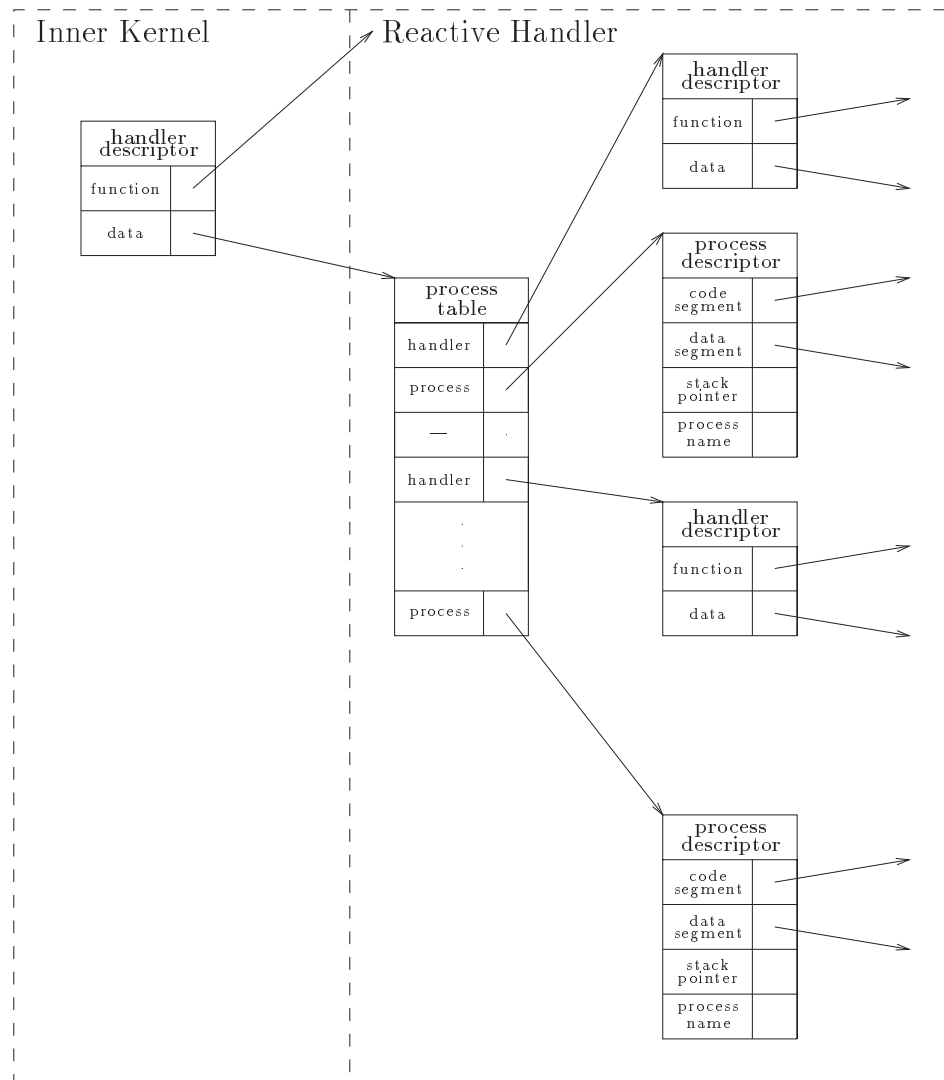 Inner Kernel
Reactive Handler
handler
descriptor
function
data
process
table
handler
process
—
handler
.
.
.
process
handler
descriptor
function
data
process
descriptor
code
segment
data
segment
stack
pointer
process
name
handler
descriptor
function
data
process
descriptor
code
segment
data
segment
stack
pointer
process
name